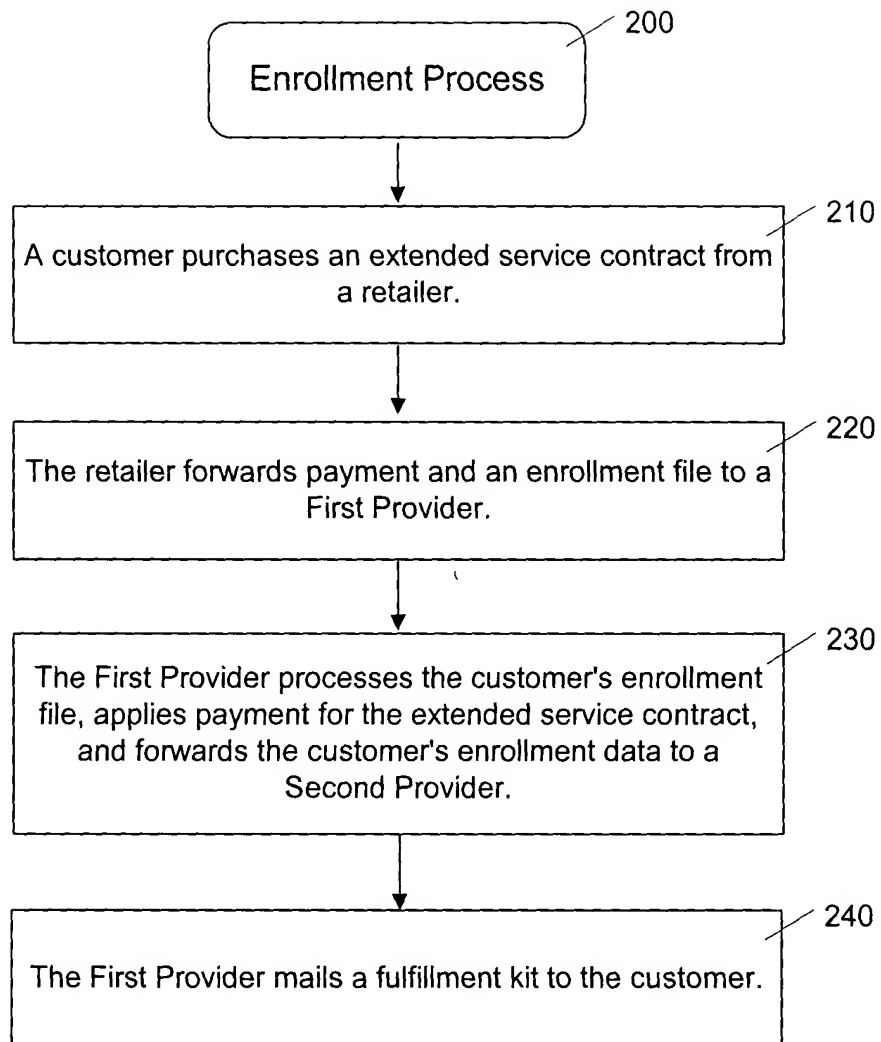 200
Enrollment Process
210
A customer purchases an extended service contract from
a retailer.
220
The retailer forwards payment and an enrollment file to a
First Provider.
230
The First Provider processes the customer's enrollment
file, applies payment for the extended service contract,
and forwards the customer's enrollment data to a
Second Provider.
240
The First Provider mails a fulfillment kit to the customer.